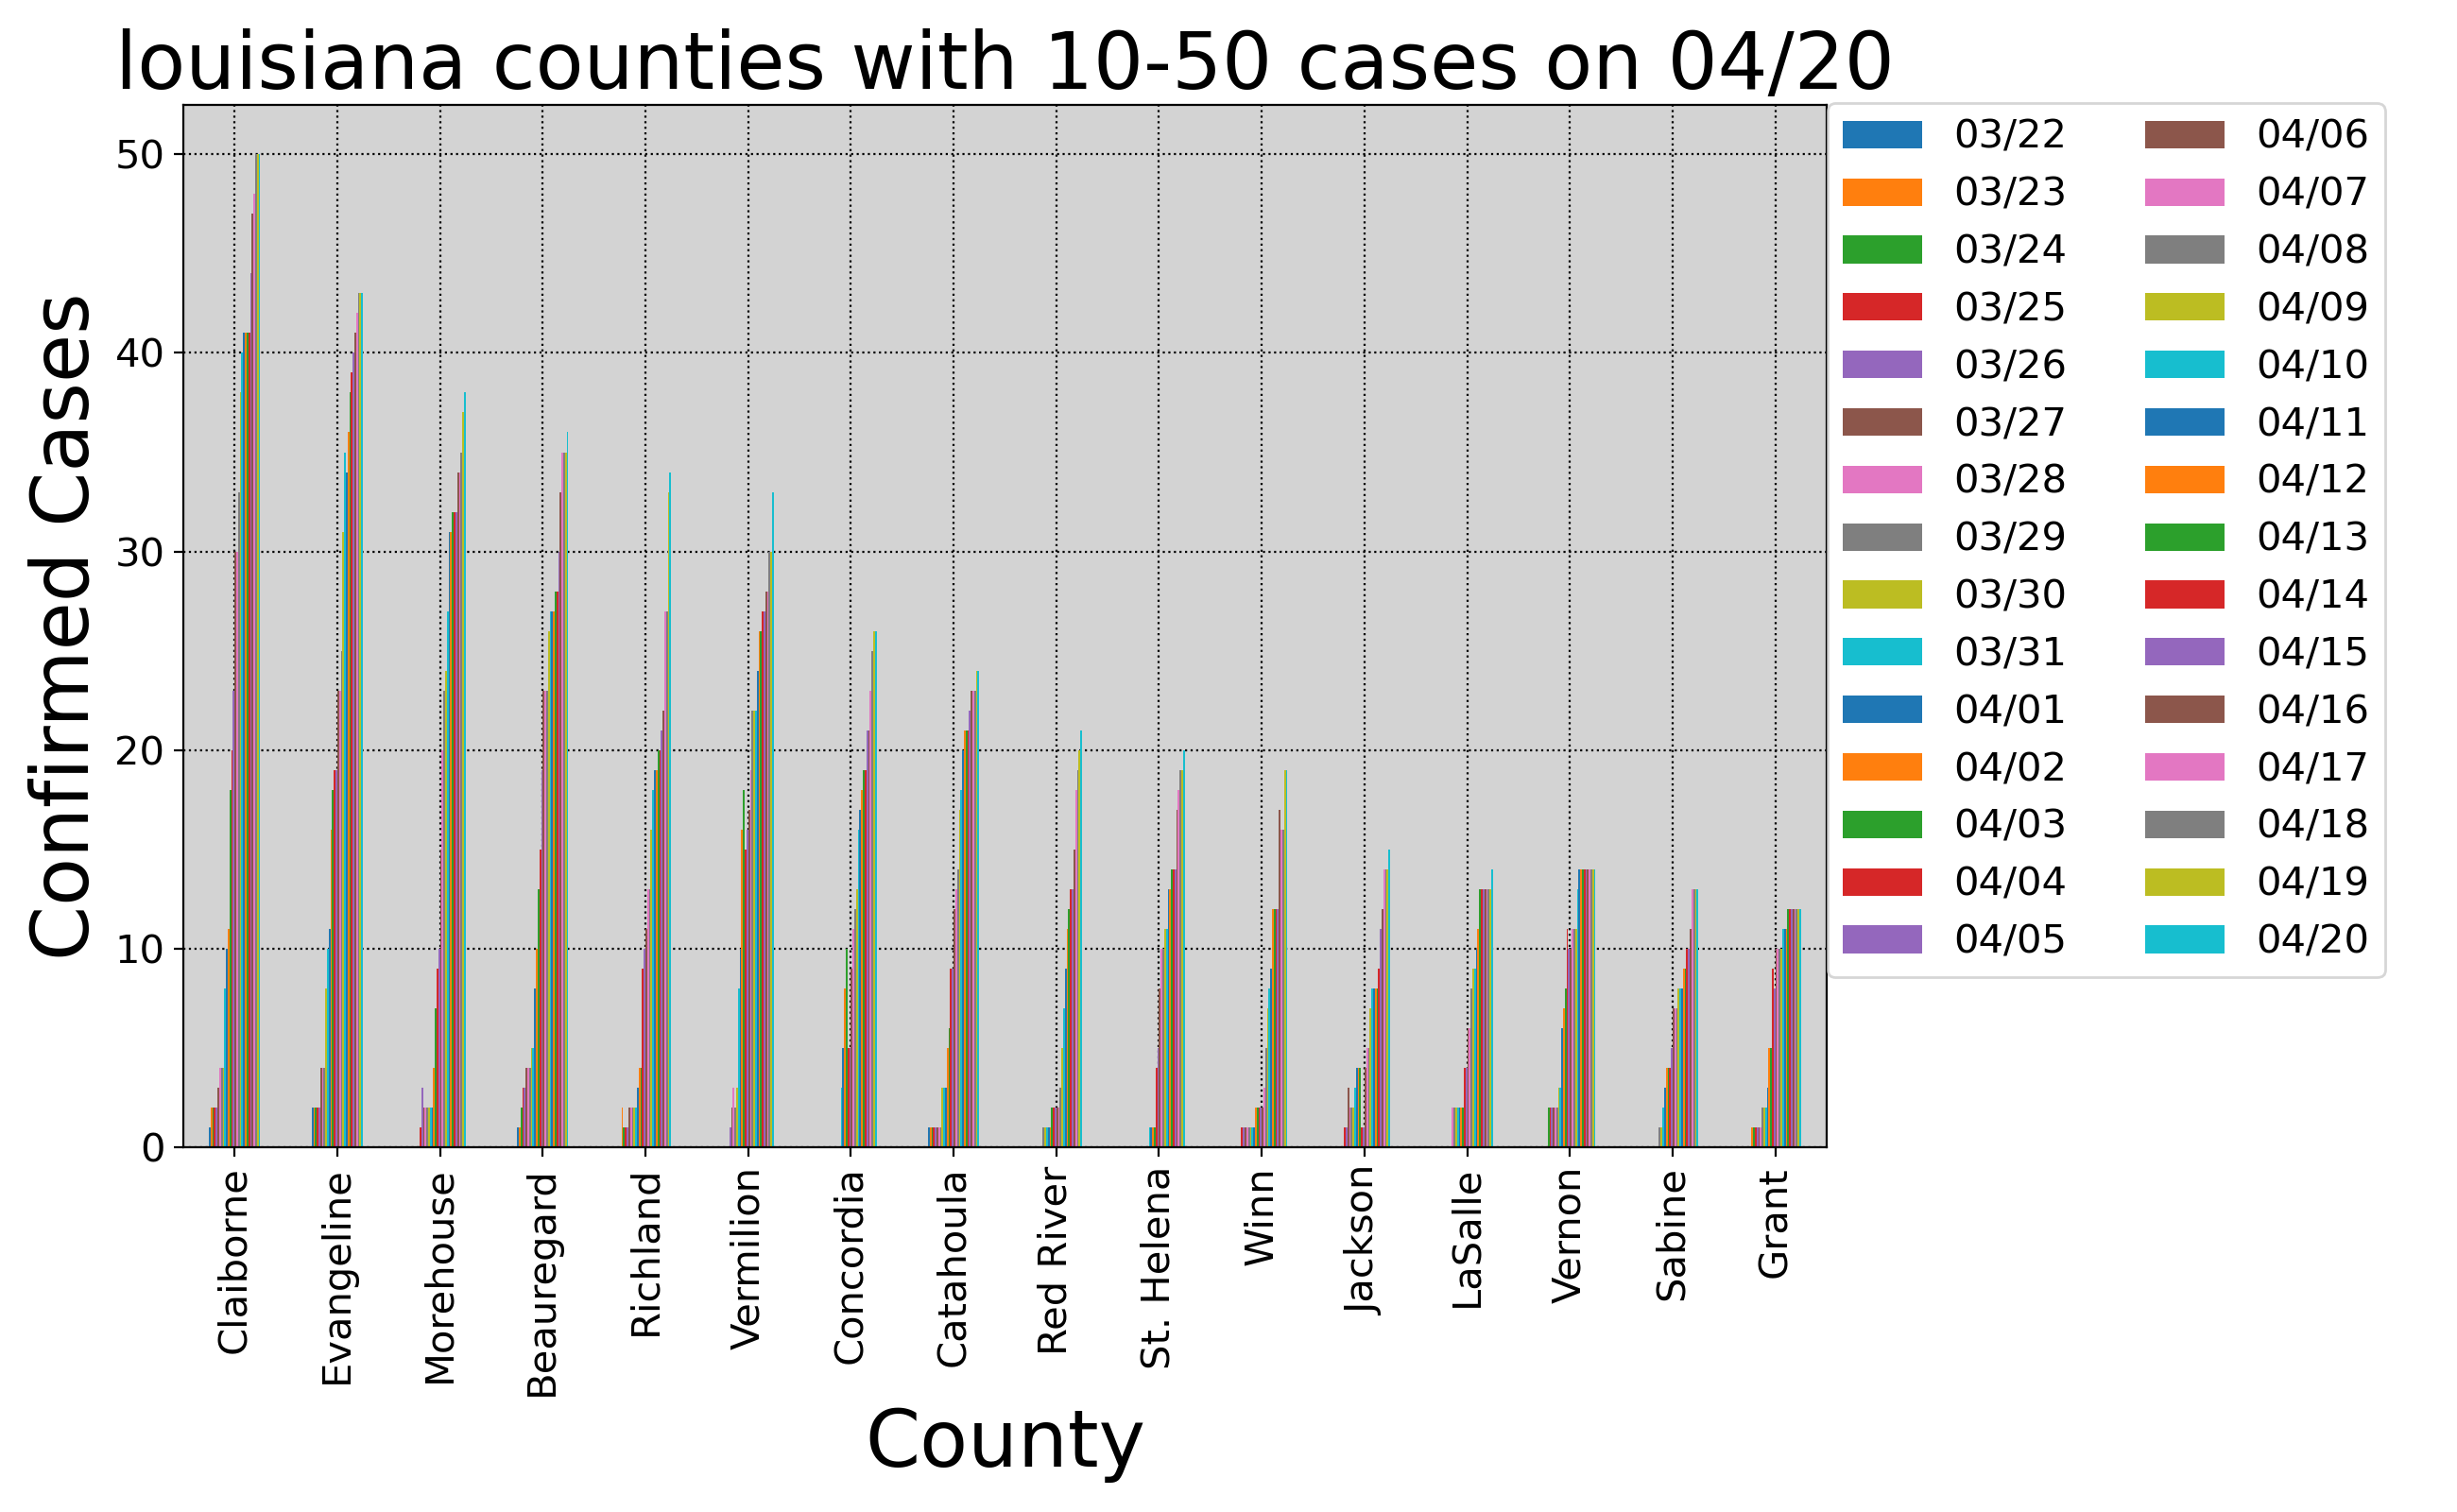 louisiana counties with 10-50 cases on 04/20
Confirmed Cases
50
40
30
20
10
0
Claiborne
Evangeline
Morehouse
Beauregard
Richland
Vermilion
Concordia
Catahoula
Red River
St. Helena
Winn
Jackson
LaSalle
Vernon
Sabine
Grant
County
03/22
03/23
03/24
03/25
03/26
03/27
03/28
03/29
03/30
03/31
04/01
04/02
04/03
04/04
04/05
04/06
04/07
04/08
04/09
04/10
04/11
04/12
04/13
04/14
04/15
04/16
04/17
04/18
04/19
04/20